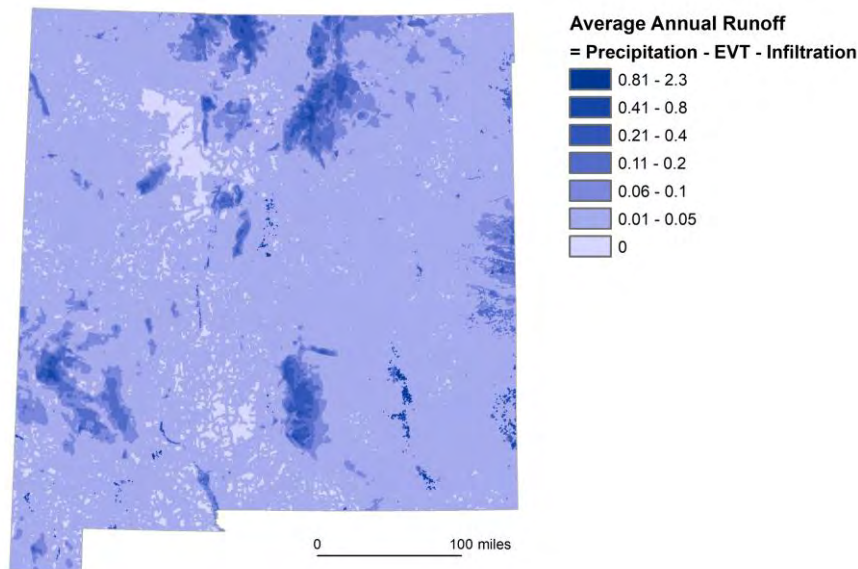 Average Annual Runoff
= Precipitation - EVT - Infiltration
0.81 - 2.3
0.41 - 0.8
0.21 - 0.4
0.11 - 0.2
0.06 - 0.1
0.01 - 0.05
0
0 100 miles